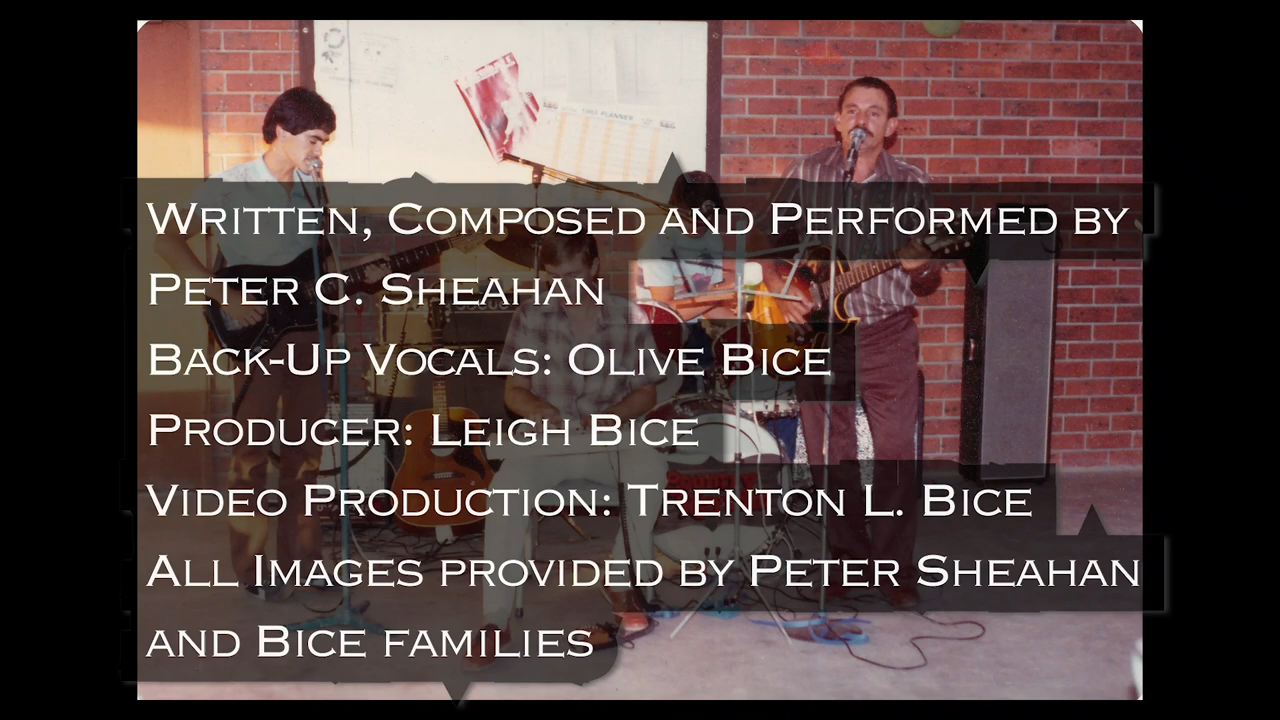 Written, Composed and Performed by
Peter C. Sheahan
Back-Up Vocals: Olive Bice
Producer: Leigh Bice
Video Production: Trenton L. Bice
All Images provided by Peter Sheahan
and Bice families